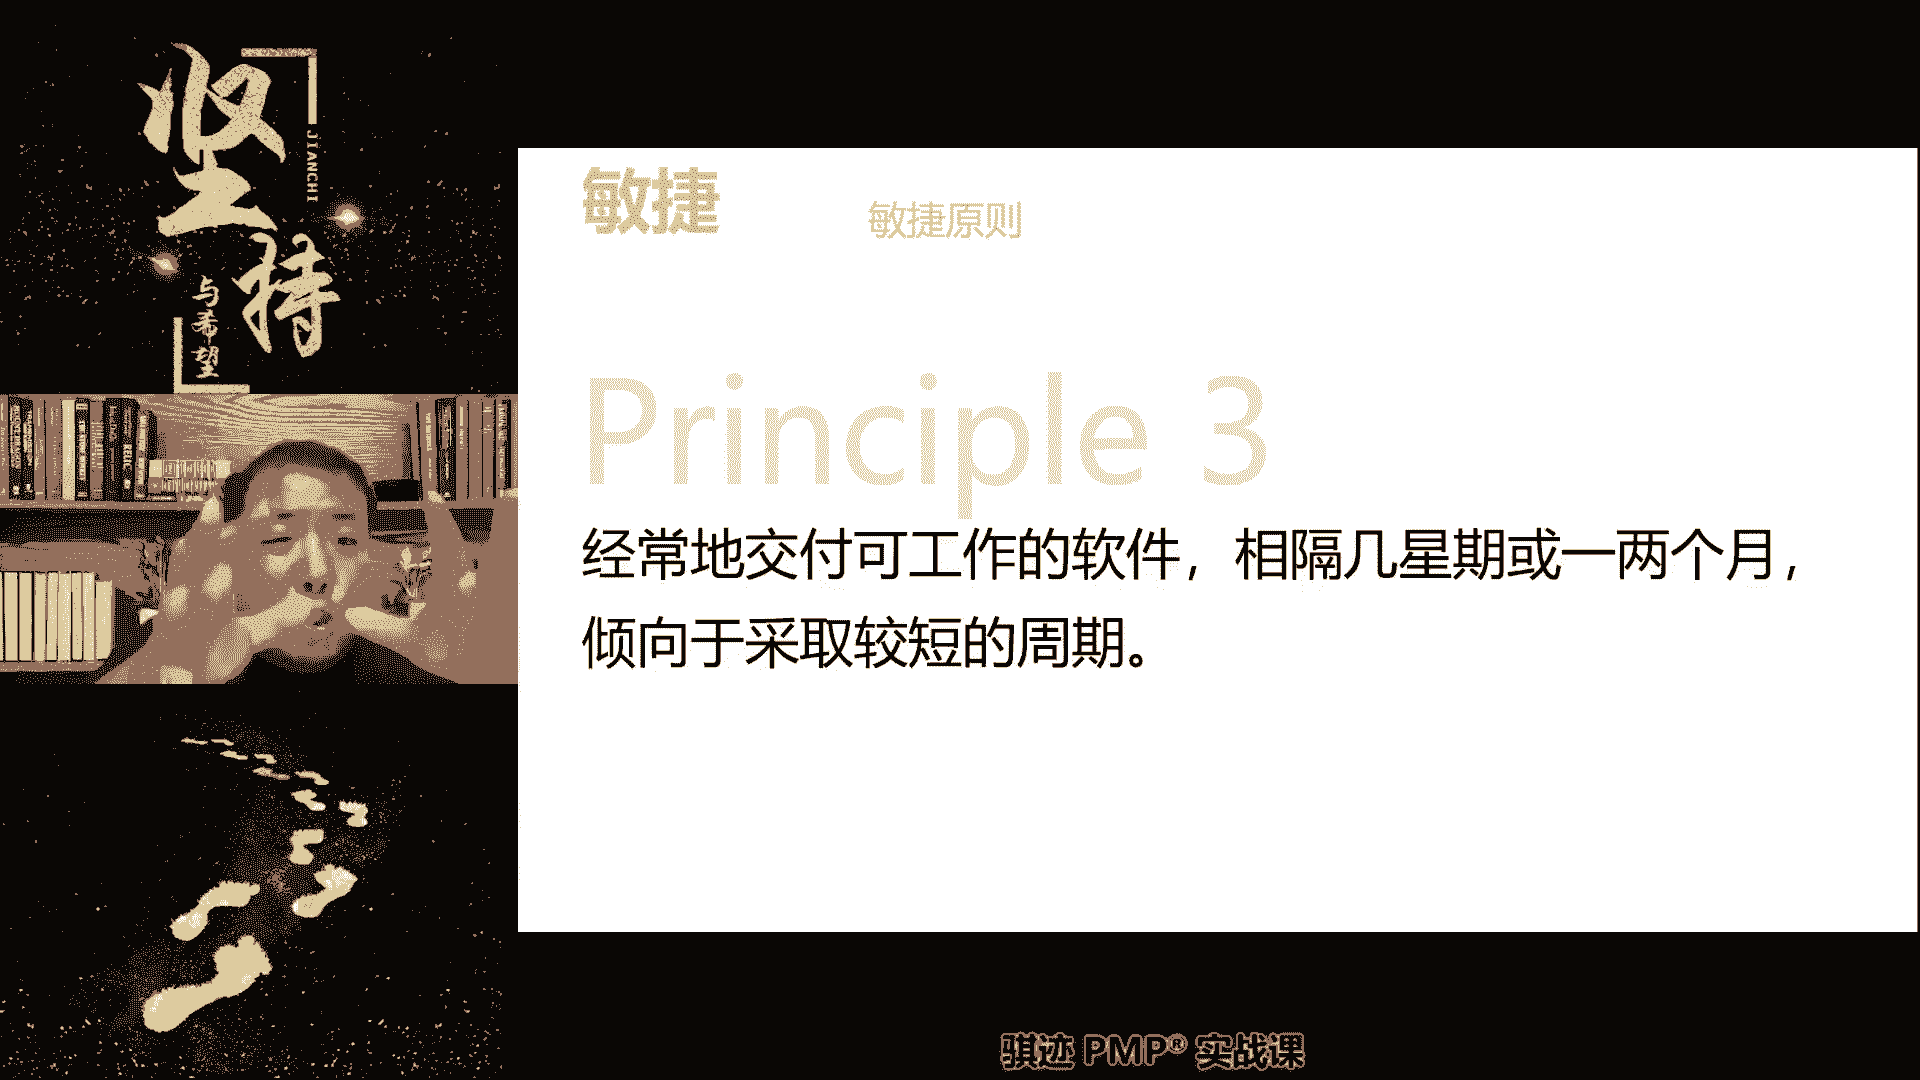 坚持
JIANCHI
与希望
敏捷
敏捷原则
Principle 3
经常地交付可工作的软件，相隔几星期或一两个月，
倾向于采取较短的周期。
骐迹 PMP® 实战课